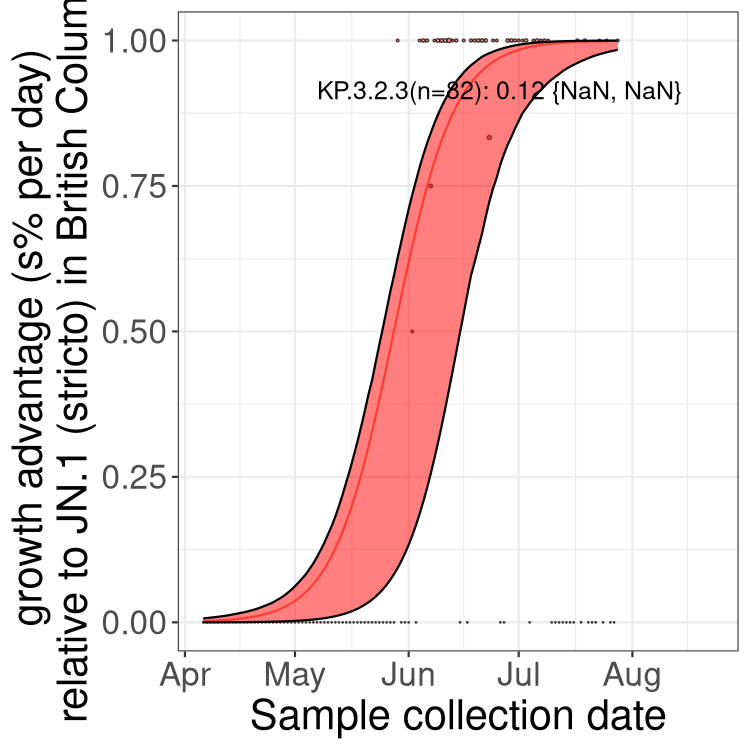 growth advantage (s% per day)
relative to JN.1 (stricto) in British Colum
1.00
0.75
0.50
0.25
0.00
KP.3.2.3(n=82): 0.12 {NaN, NaN}
Apr May Jun Jul Aug
Sample collection date